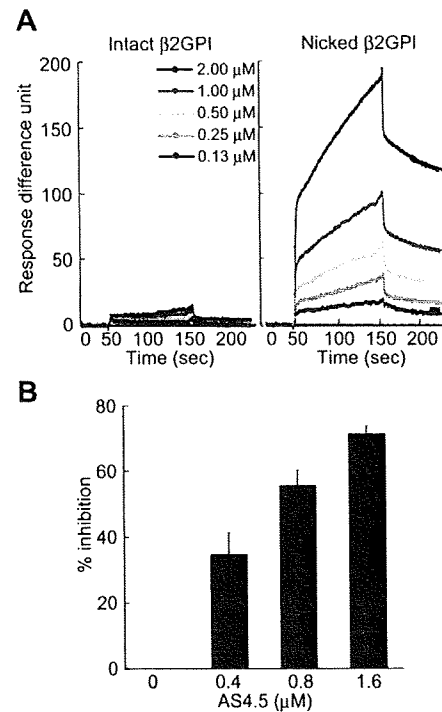 A
Intact β2GPI
Nicked β2GPI
2.00 μM
1.00 μM
0.50 μM
0.25 μM
0.13 μM
Response difference unit
200
150
100
50
0
0 50 100 150 200
Time (sec)
0 50 100 150 200
Time (sec)
B
% inhibition
80
60
40
20
0
0 0.4 0.8 1.6
AS4.5 (μM)